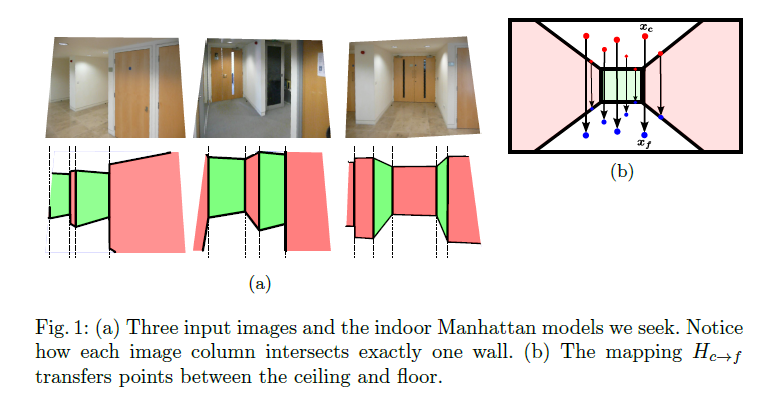 x_c
x_f
(b)
(a)
Fig. 1: (a) Three input images and the indoor Manhattan models we seek. Notice
how each image column intersects exactly one wall. (b) The mapping H_{c→f}
transfers points between the ceiling and floor.